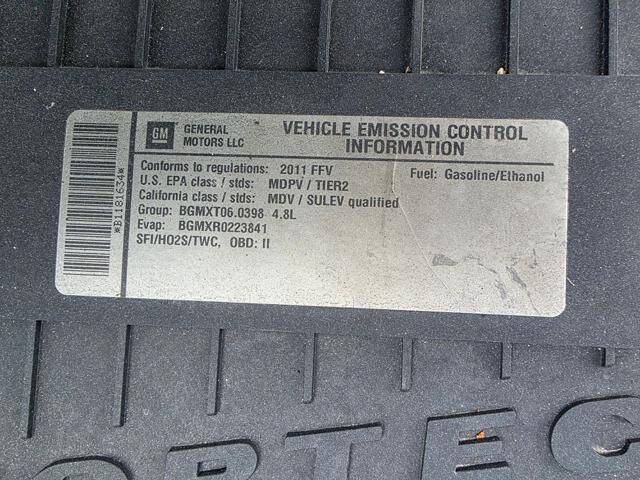 GM GENERAL MOTORS LLC
VEHICLE EMISSION CONTROL INFORMATION
Conforms to regulations: 2011 FFV Fuel: Gasoline/Ethanol
U.S. EPA class / stds: MDPV / TIER2
California class / stds: MDV / SULEV qualified
Group: BGMXT06.0398 4.8L
Evap: BGMXR0223841
SFI/HO2S/TWC, OBD: II
*B1181634*
ORTEC